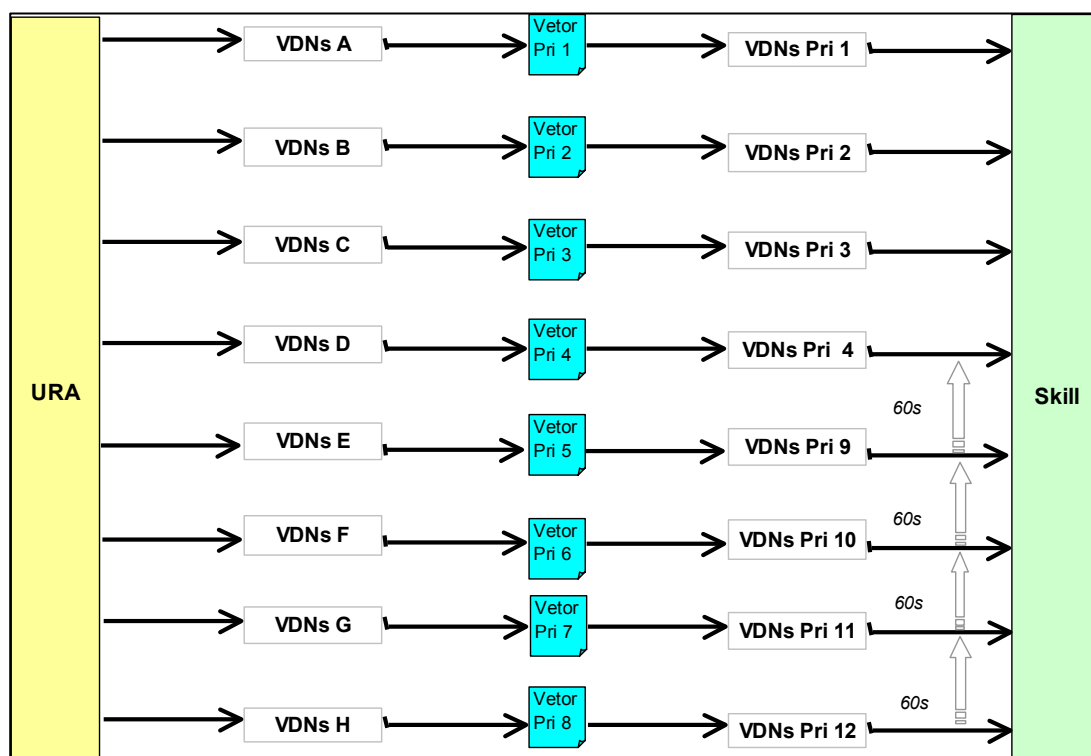 URA
VDNs A
Vetor
Pri 1
VDNs Pri 1
VDNs B
Vetor
Pri 2
VDNs Pri 2
VDNs C
Vetor
Pri 3
VDNs Pri 3
VDNs D
Vetor
Pri 4
VDNs Pri  4
60s
VDNs E
Vetor
Pri 5
VDNs Pri 9
60s
VDNs F
Vetor
Pri 6
VDNs Pri 10
60s
VDNs G
Vetor
Pri 7
VDNs Pri 11
60s
VDNs H
Vetor
Pri 8
VDNs Pri 12
Skill